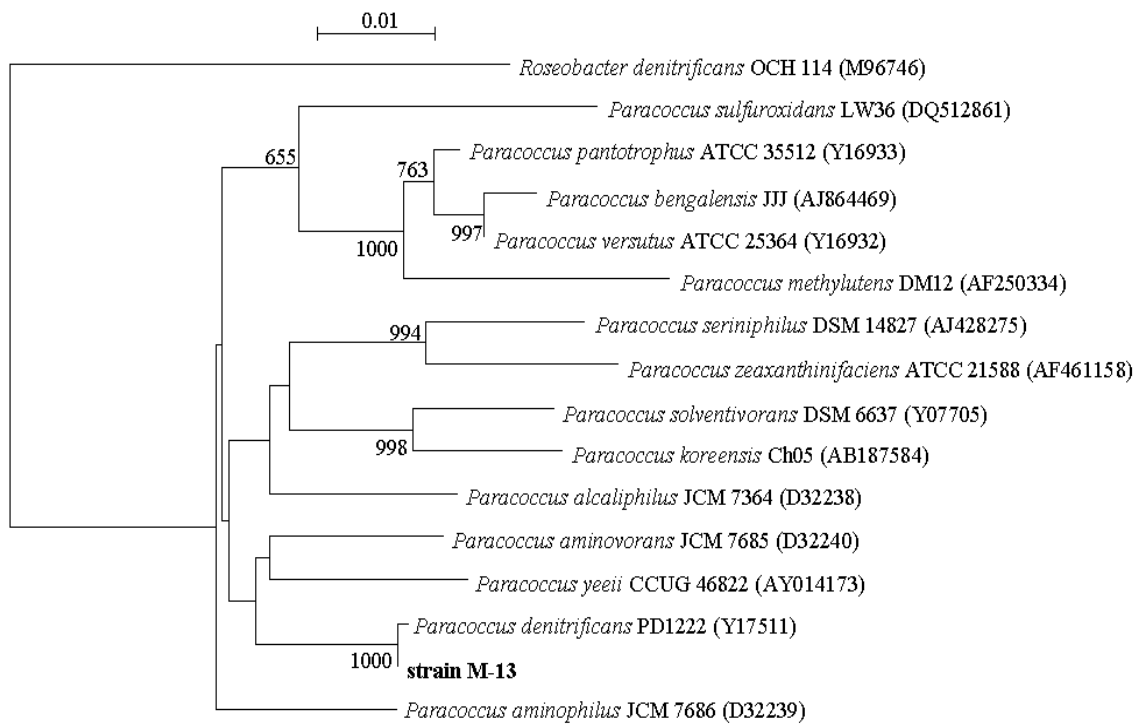 0.01
Roseobacter denitrificans OCH 114 (M96746)
Paracoccus sulfuroxidans LW36 (DQ512861)
655
Paracoccus pantotrophus ATCC 35512 (Y16933)
763
Paracoccus bengalensis JJJ (AJ864469)
997
Paracoccus versutus ATCC 25364 (Y16932)
1000
Paracoccus methylutens DM12 (AF250334)
Paracoccus seriniphilus DSM 14827 (AJ428275)
994
Paracoccus zeaxanthinifaciens ATCC 21588 (AF461158)
Paracoccus solventivorans DSM 6637 (Y07705)
998
Paracoccus koreensis Ch05 (AB187584)
Paracoccus alcaliphilus JCM 7364 (D32238)
Paracoccus aminovorans JCM 7685 (D32240)
Paracoccus yeeii CCUG 46822 (AY014173)
Paracoccus denitrificans PD1222 (Y17511)
1000
strain M-13
Paracoccus aminophilus JCM 7686 (D32239)